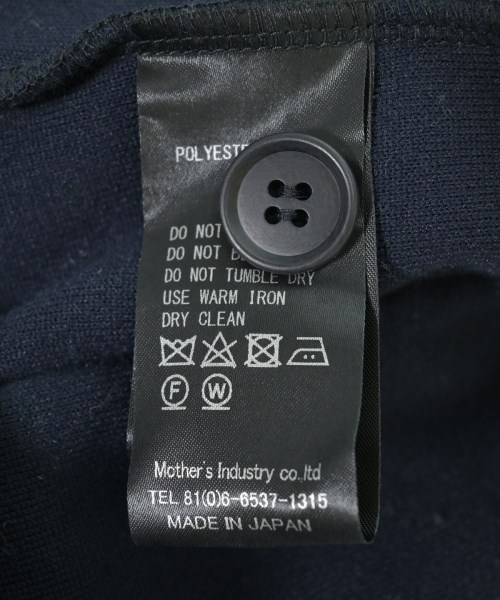 DO NOT
DO NOT
DO NOT TUMBLE DRY
USE WARM IRON
DRY CLEAN
F W
Mother's Industry co.,ltd
TEL 81(0)6-6537-1315
MADE IN JAPAN